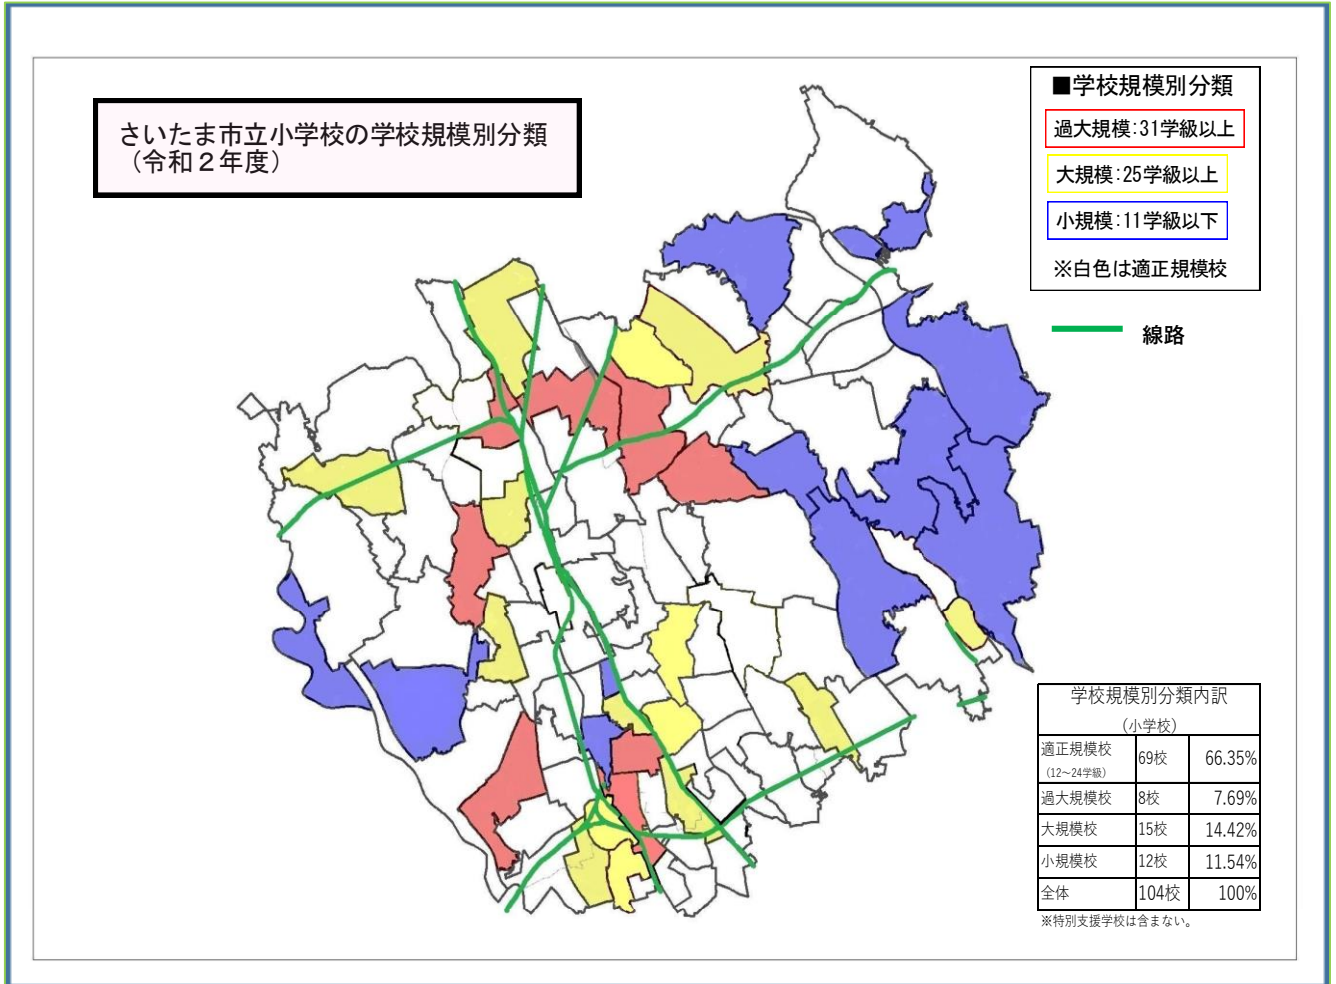 さいたま市立小学校の学校規模別分類
(令和２年度)
■学校規模別分類
過大規模:31学級以上
大規模:25学級以上
小規模:11学級以下
※白色は適正規模校
線路
学校規模別分類内訳
(小学校)
適正規模校 69校 66.35%
(12～24学級)
過大規模校 8校 7.69%
大規模校 15校 14.42%
小規模校 12校 11.54%
全体 104校 100%
※特別支援学校は含まない。